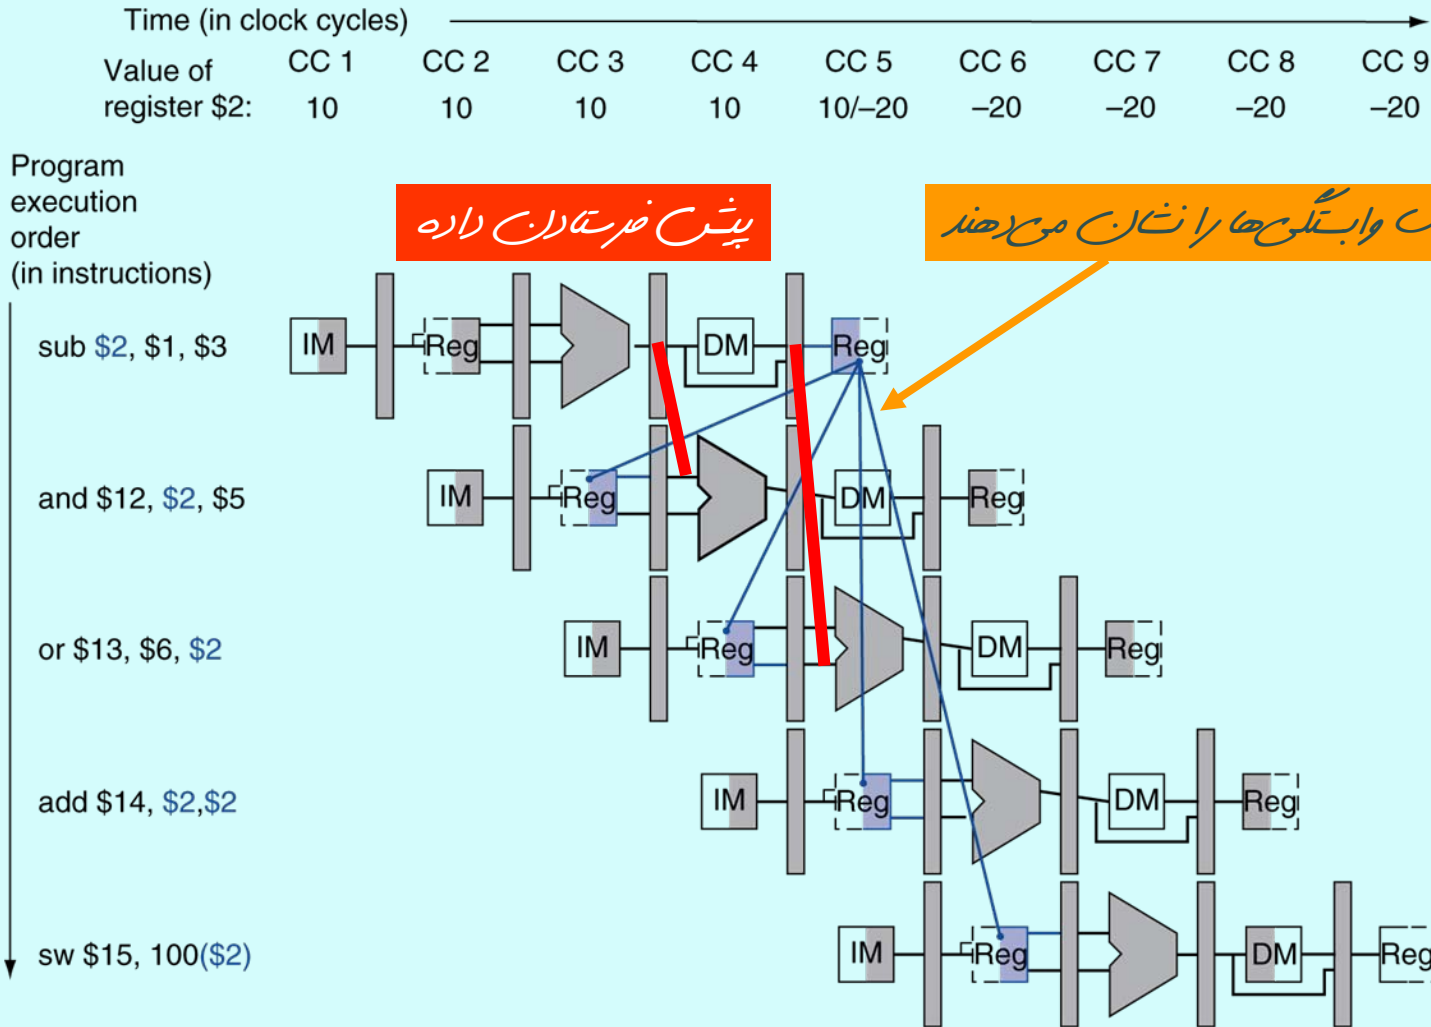 Time (in clock cycles)
Value of register $2:
CC 1 CC 2 CC 3 CC 4 CC 5 CC 6 CC 7 CC 8 CC 9
10 10 10 10 10/–20 –20 –20 –20 –20
Program
execution
order
(in instructions)
پیش فرستادن داده
وابستگی‌ها را نشان می‌دهند
sub $2, $1, $3
IM Reg DM Reg
and $12, $2, $5
IM Reg DM Reg
or $13, $6, $2
IM Reg DM Reg
add $14, $2,$2
IM Reg DM Reg
sw $15, 100($2)
IM Reg DM Reg